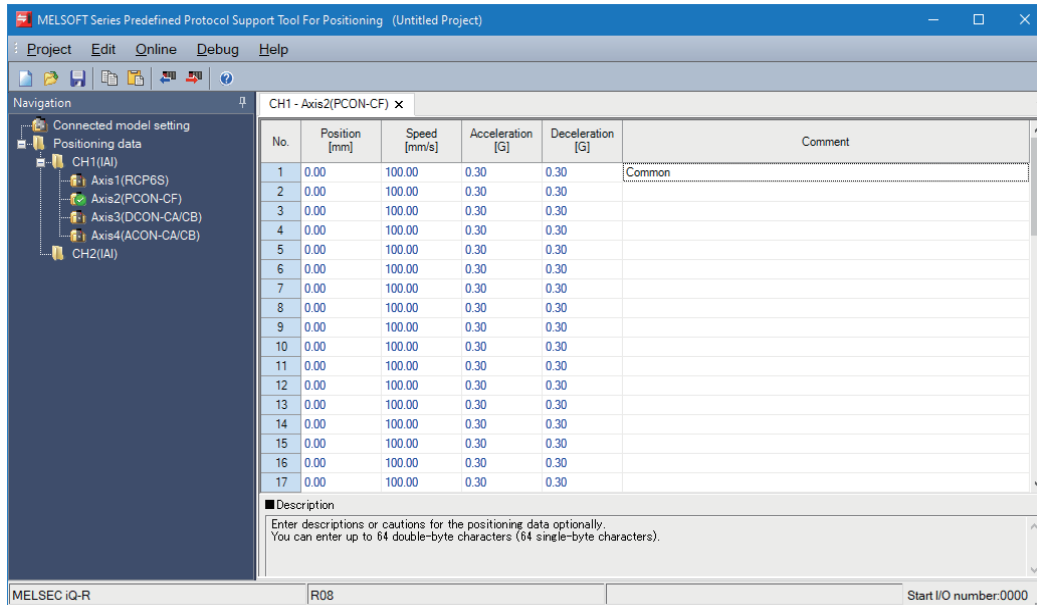 MELSOFT Series Predefined Protocol Support Tool For Positioning (Untitled Project)
Project Edit Online Debug Help
Navigation
Connected model setting
Positioning data
CH1(IAI)
Axis1(RCP6S)
Axis2(PCON-CF)
Axis3(DCON-CA/CB)
Axis4(ACON-CA/CB)
CH2(IAI)
CH1 - Axis2(PCON-CF)
No. Position [mm] Speed [mm/s] Acceleration [G] Deceleration [G] Comment
1 0.00 100.00 0.30 0.30 Common
2 0.00 100.00 0.30 0.30
3 0.00 100.00 0.30 0.30
4 0.00 100.00 0.30 0.30
5 0.00 100.00 0.30 0.30
6 0.00 100.00 0.30 0.30
7 0.00 100.00 0.30 0.30
8 0.00 100.00 0.30 0.30
9 0.00 100.00 0.30 0.30
10 0.00 100.00 0.30 0.30
11 0.00 100.00 0.30 0.30
12 0.00 100.00 0.30 0.30
13 0.00 100.00 0.30 0.30
14 0.00 100.00 0.30 0.30
15 0.00 100.00 0.30 0.30
16 0.00 100.00 0.30 0.30
17 0.00 100.00 0.30 0.30
■Description
Enter descriptions or cautions for the positioning data optionally.
You can enter up to 64 double-byte characters (64 single-byte characters).
MELSEC iQ-R R08 Start I/O number:0000